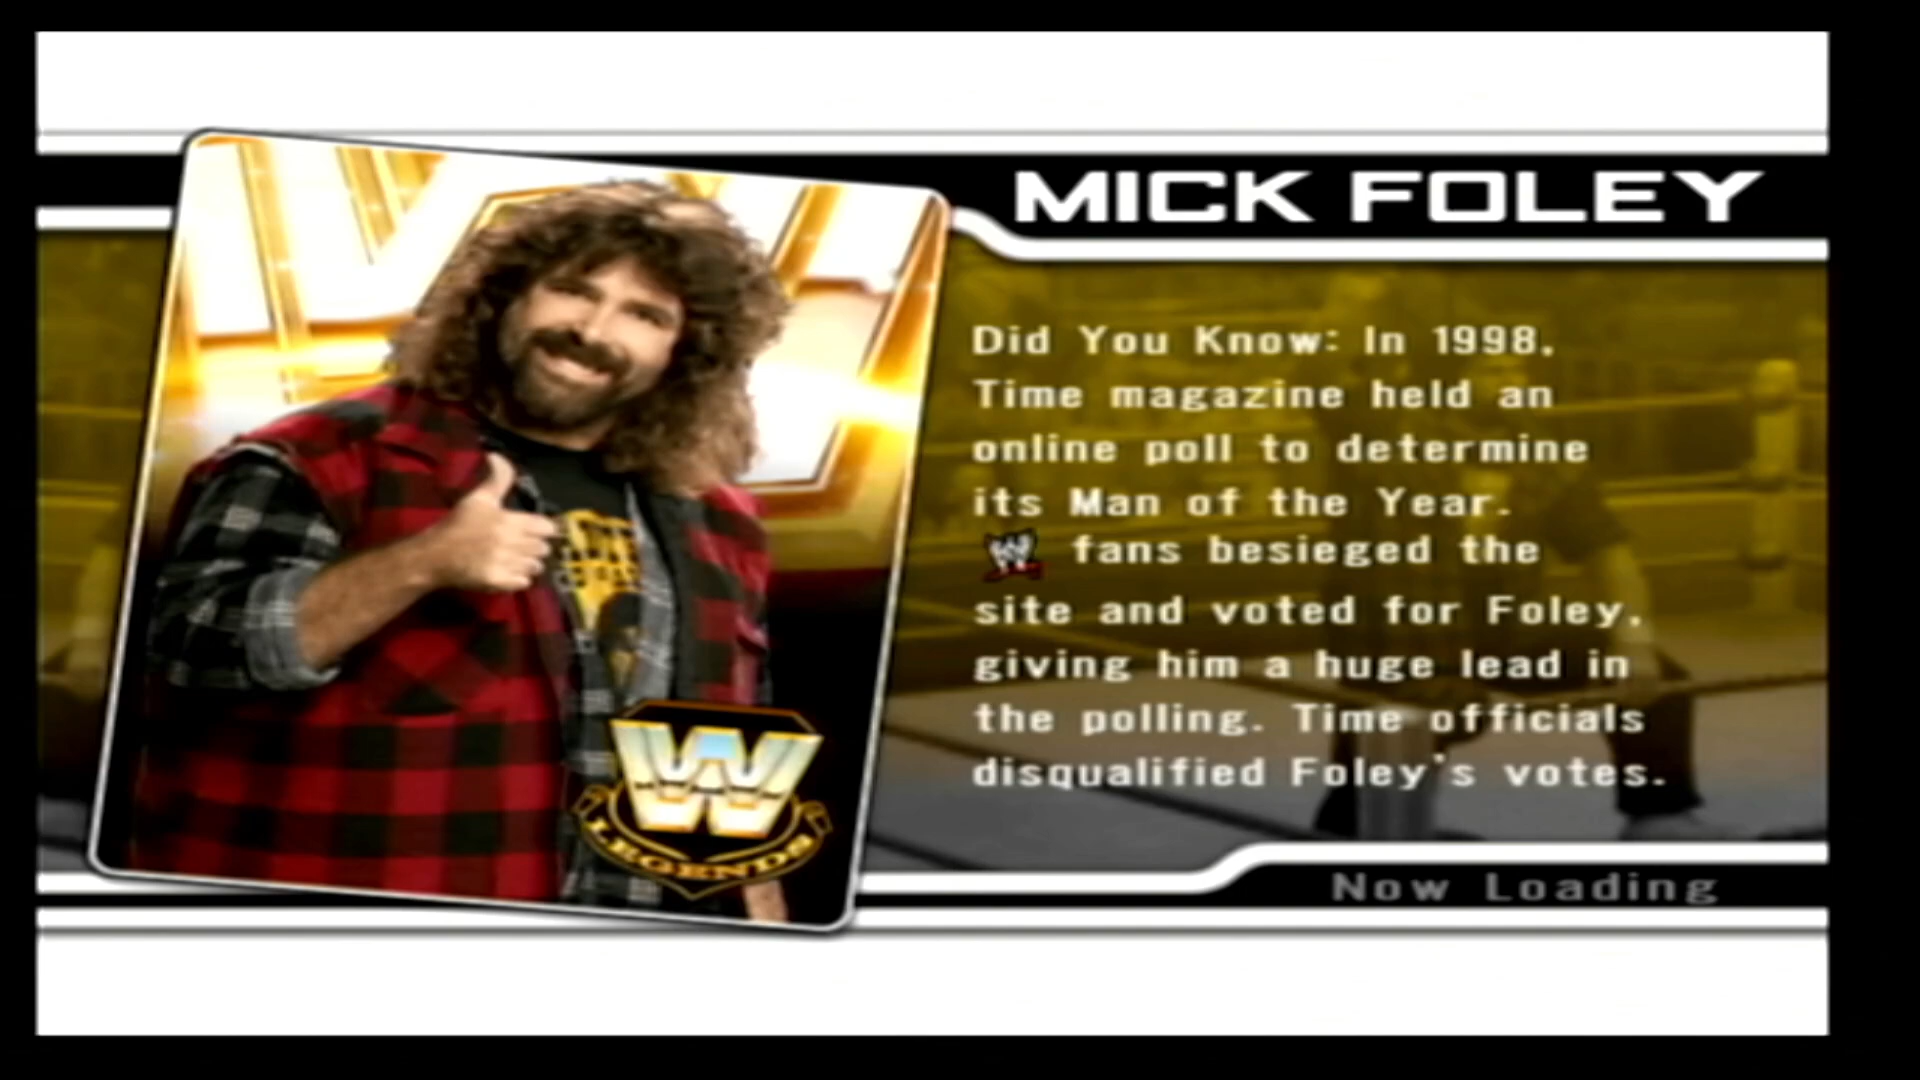 MICK FOLEY
Did You Know: In 1998,
Time magazine held an
online poll to determine
its Man of the Year.
W fans besieged the
site and voted for Foley,
giving him a huge lead in
the polling. Time officials
disqualified Foley's votes.
W
LEGENDS
Now Loading